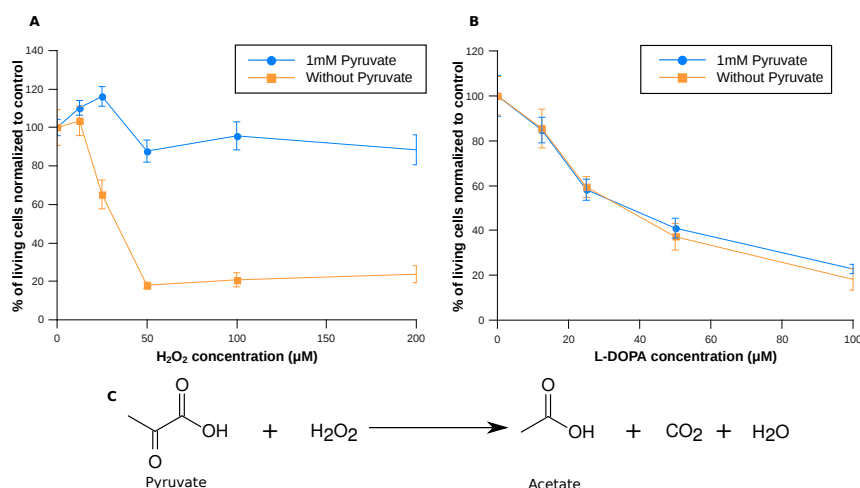 A
1mM Pyruvate
Without Pyruvate
% of living cells normalized to control
140
120
100
80
60
40
20
0
0
50
100
150
200
H₂O₂ concentration (µM)
B
1mM Pyruvate
Without Pyruvate
% of living cells normalized to control
120
100
80
60
40
20
0
0
20
40
60
80
100
L-DOPA concentration (µM)
C
O
OH
O
Pyruvate
+
H₂O₂
O
OH
Acetate
+ CO₂ + H₂O